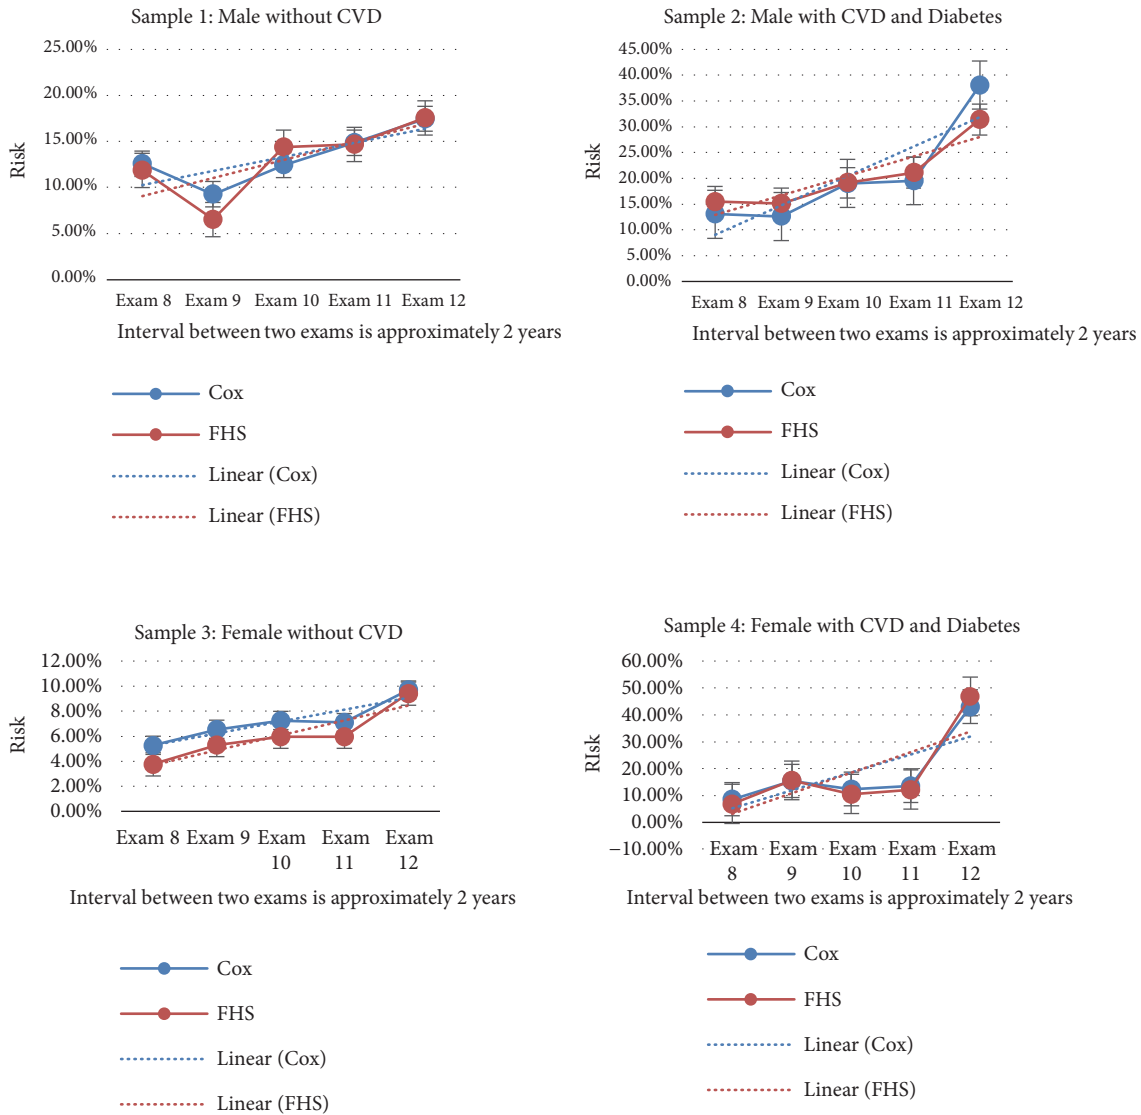 Sample 1: Male without CVD
25.00%
20.00%
15.00%
10.00%
5.00%
0.00%
Risk
Exam 8 Exam 9 Exam 10 Exam 11 Exam 12
Interval between two exams is approximately 2 years
Cox
FHS
Linear (Cox)
Linear (FHS)
Sample 2: Male with CVD and Diabetes
45.00%
40.00%
35.00%
30.00%
25.00%
20.00%
15.00%
10.00%
5.00%
0.00%
Risk
Exam 8 Exam 9 Exam 10 Exam 11 Exam 12
Interval between two exams is approximately 2 years
Cox
FHS
Linear (Cox)
Linear (FHS)
Sample 3: Female without CVD
12.00%
10.00%
8.00%
6.00%
4.00%
2.00%
0.00%
Risk
Exam 8 Exam 9 Exam Exam Exam
10 11 12
Interval between two exams is approximately 2 years
Cox
FHS
Linear (Cox)
Linear (FHS)
Sample 4: Female with CVD and Diabetes
60.00%
50.00%
40.00%
30.00%
20.00%
10.00%
0.00%
−10.00%
Risk
Exam Exam Exam Exam Exam
8 9 10 11 12
Interval between two exams is approximately 2 years
Cox
FHS
Linear (Cox)
Linear (FHS)